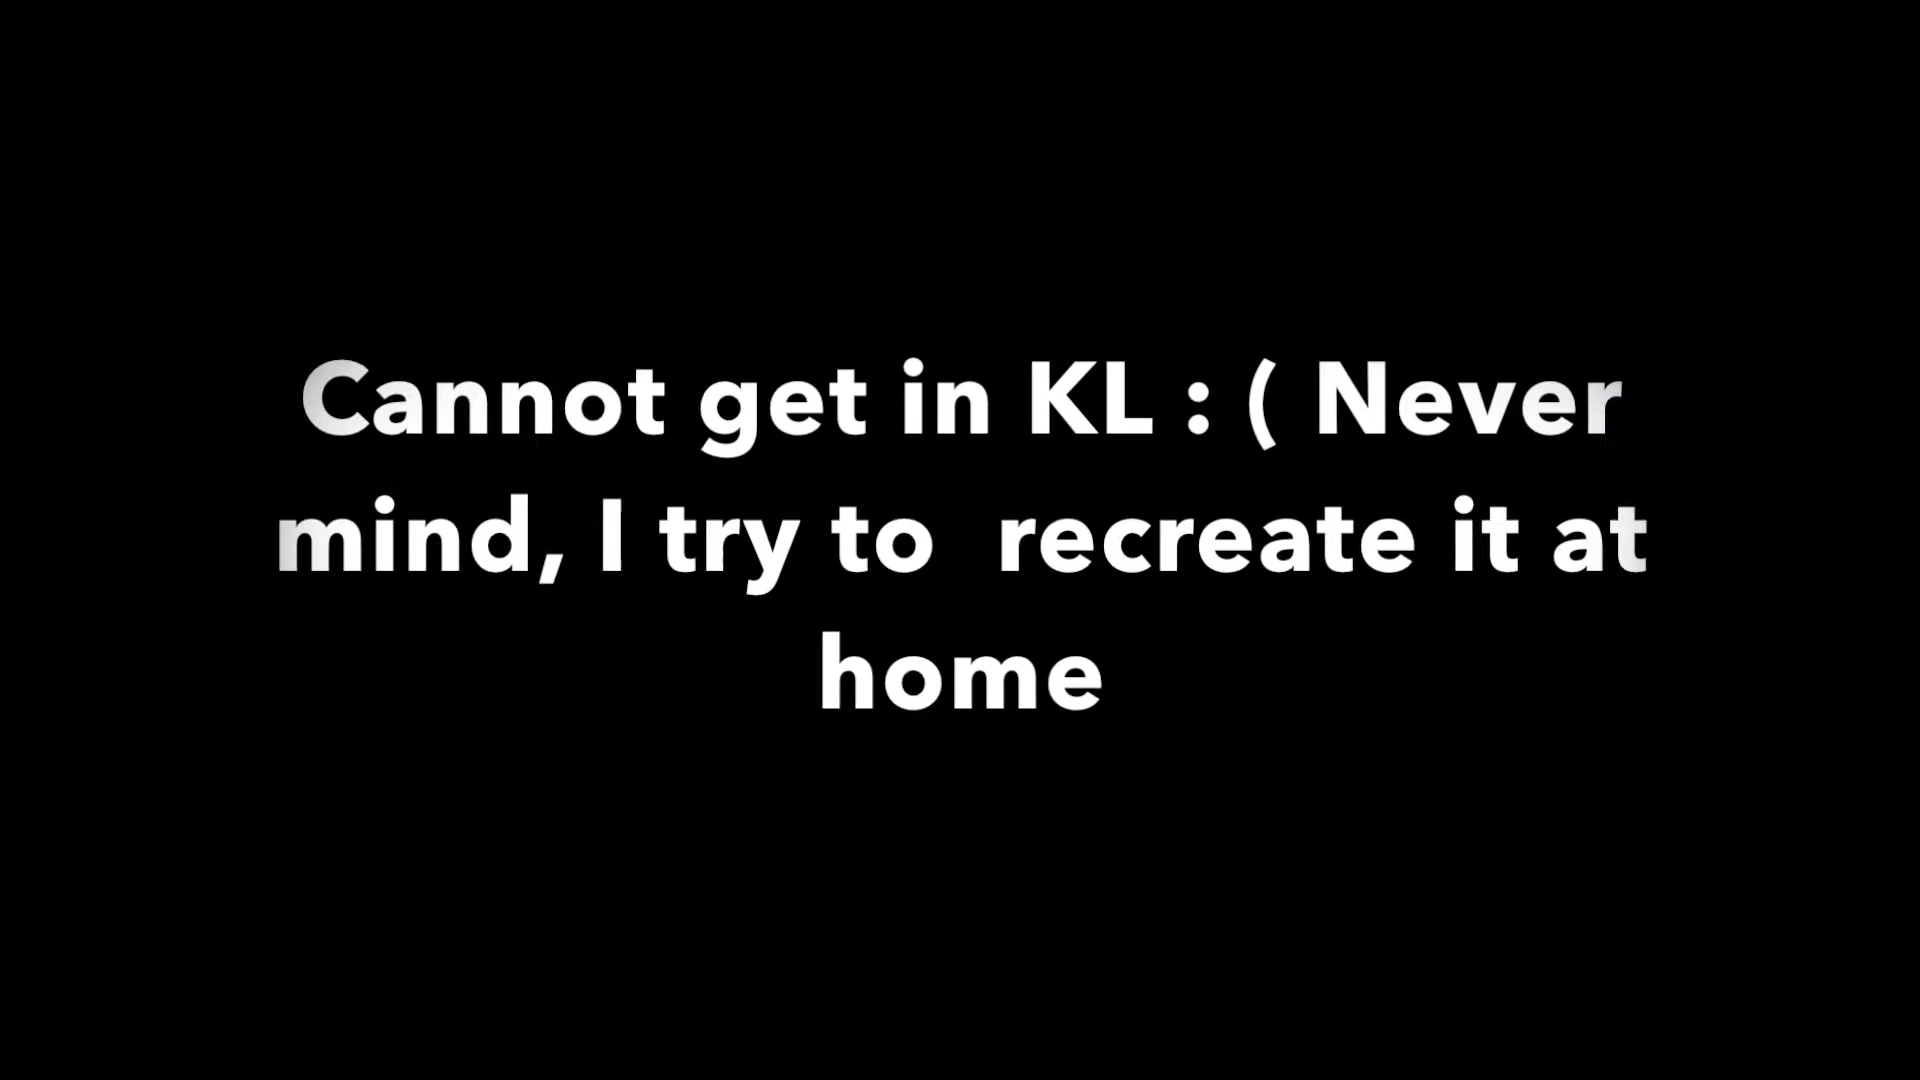 Cannot get in KL : ( Never
mind, I try to  recreate it at
home